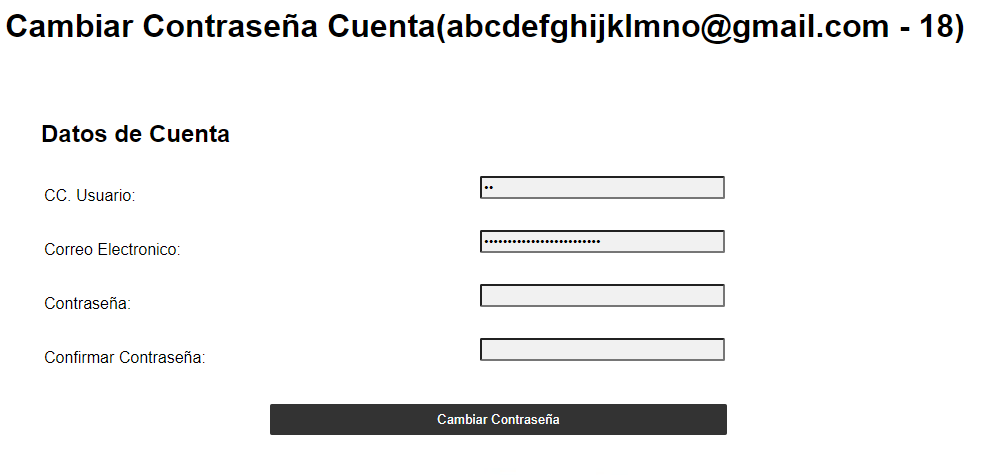 Cambiar Contraseña Cuenta(abcdefghijklmno@gmail.com - 18)
Datos de Cuenta
CC. Usuario: ••
Correo Electronico: •••••••••••••••••••••••••
Contraseña:
Confirmar Contraseña:
Cambiar Contraseña